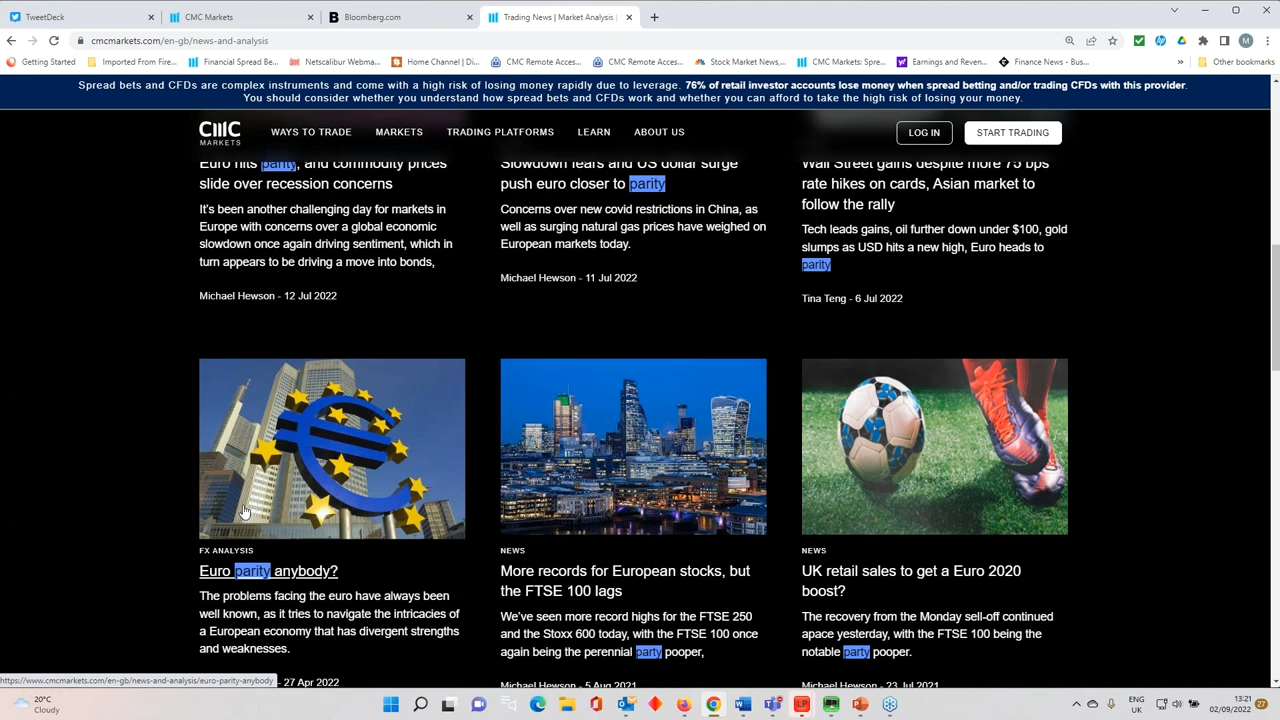 TweetDeck
CMC Markets
Bloomberg.com
Trading News | Market Analysis |
cmcmarkets.com/en-gb/news-and-analysis
M
Getting Started
Imported From Fire...
Financial Spread Be...
Netscalibur Webma...
Home Channel | Di...
CMC Remote Acces...
CMC Remote Acces...
Stock Market News,...
CMC Markets: Spre...
Earnings and Reven...
Finance News - Bus...
Other bookmarks
Spread bets and CFDs are complex instruments and come with a high risk of losing money rapidly due to leverage. 76% of retail investor accounts lose money when spread betting and/or trading CFDs with this provider.
You should consider whether you understand how spread bets and CFDs work and whether you can afford to take the high risk of losing your money.
CMC MARKETS
WAYS TO TRADE
MARKETS
TRADING PLATFORMS
LEARN
ABOUT US
LOG IN
START TRADING
Euro hits parity, and commodity prices
slide over recession concerns
It's been another challenging day for markets in
Europe with concerns over a global economic
slowdown once again driving sentiment, which in
turn appears to be driving a move into bonds,
Michael Hewson - 12 Jul 2022
Slowdown fears and US dollar surge
push euro closer to parity
Concerns over new covid restrictions in China, as
well as surging natural gas prices have weighed on
European markets today.
Michael Hewson - 11 Jul 2022
Wall Street gains despite more 75 bps
rate hikes on cards, Asian market to
follow the rally
Tech leads gains, oil further down under $100, gold
slumps as USD hits a new high, Euro heads to
parity
Tina Teng - 6 Jul 2022
FX ANALYSIS
Euro parity anybody?
The problems facing the euro have always been
well known, as it tries to navigate the intricacies of
a European economy that has divergent strengths
and weaknesses.
- 27 Apr 2022
NEWS
More records for European stocks, but
the FTSE 100 lags
We've seen more record highs for the FTSE 250
and the Stoxx 600 today, with the FTSE 100 once
again being the perennial party pooper,
Michael Hewson - 5 Aug 2021
NEWS
UK retail sales to get a Euro 2020
boost?
The recovery from the Monday sell-off continued
apace yesterday, with the FTSE 100 being the
notable party pooper.
Michael Hewson - 23 Jul 2021
https://www.cmcmarkets.com/en-gb/news-and-analysis/euro-parity-anybody
20°C
Cloudy
ENG
UK
13:21
02/09/2022
27